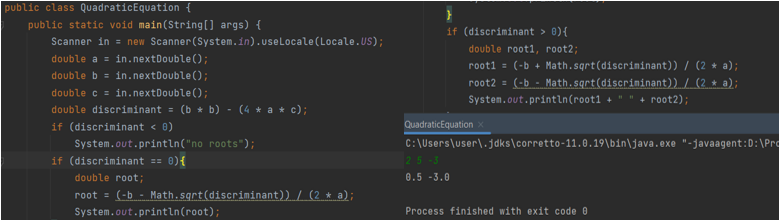 public class QuadraticEquation {
public static void main(String[] args) {
Scanner in = new Scanner(System.in).useLocale(Locale.US);
double a = in.nextDouble();
double b = in.nextDouble();
double c = in.nextDouble();
double discriminant = (b * b) - (4 * a * c);
if (discriminant < 0)
System.out.println("no roots");
if (discriminant == 0){
double root;
root = (-b - Math.sqrt(discriminant)) / (2 * a);
System.out.println(root);
}
if (discriminant > 0){
double root1, root2;
root1 = (-b + Math.sqrt(discriminant)) / (2 * a);
root2 = (-b - Math.sqrt(discriminant)) / (2 * a);
System.out.println(root1 + " " + root2);
QuadraticEquation ×
C:\Users\user\.jdks\corretto-11.0.19\bin\java.exe "-javaagent:D:\Pro
2 5 -3
0.5 -3.0
Process finished with exit code 0